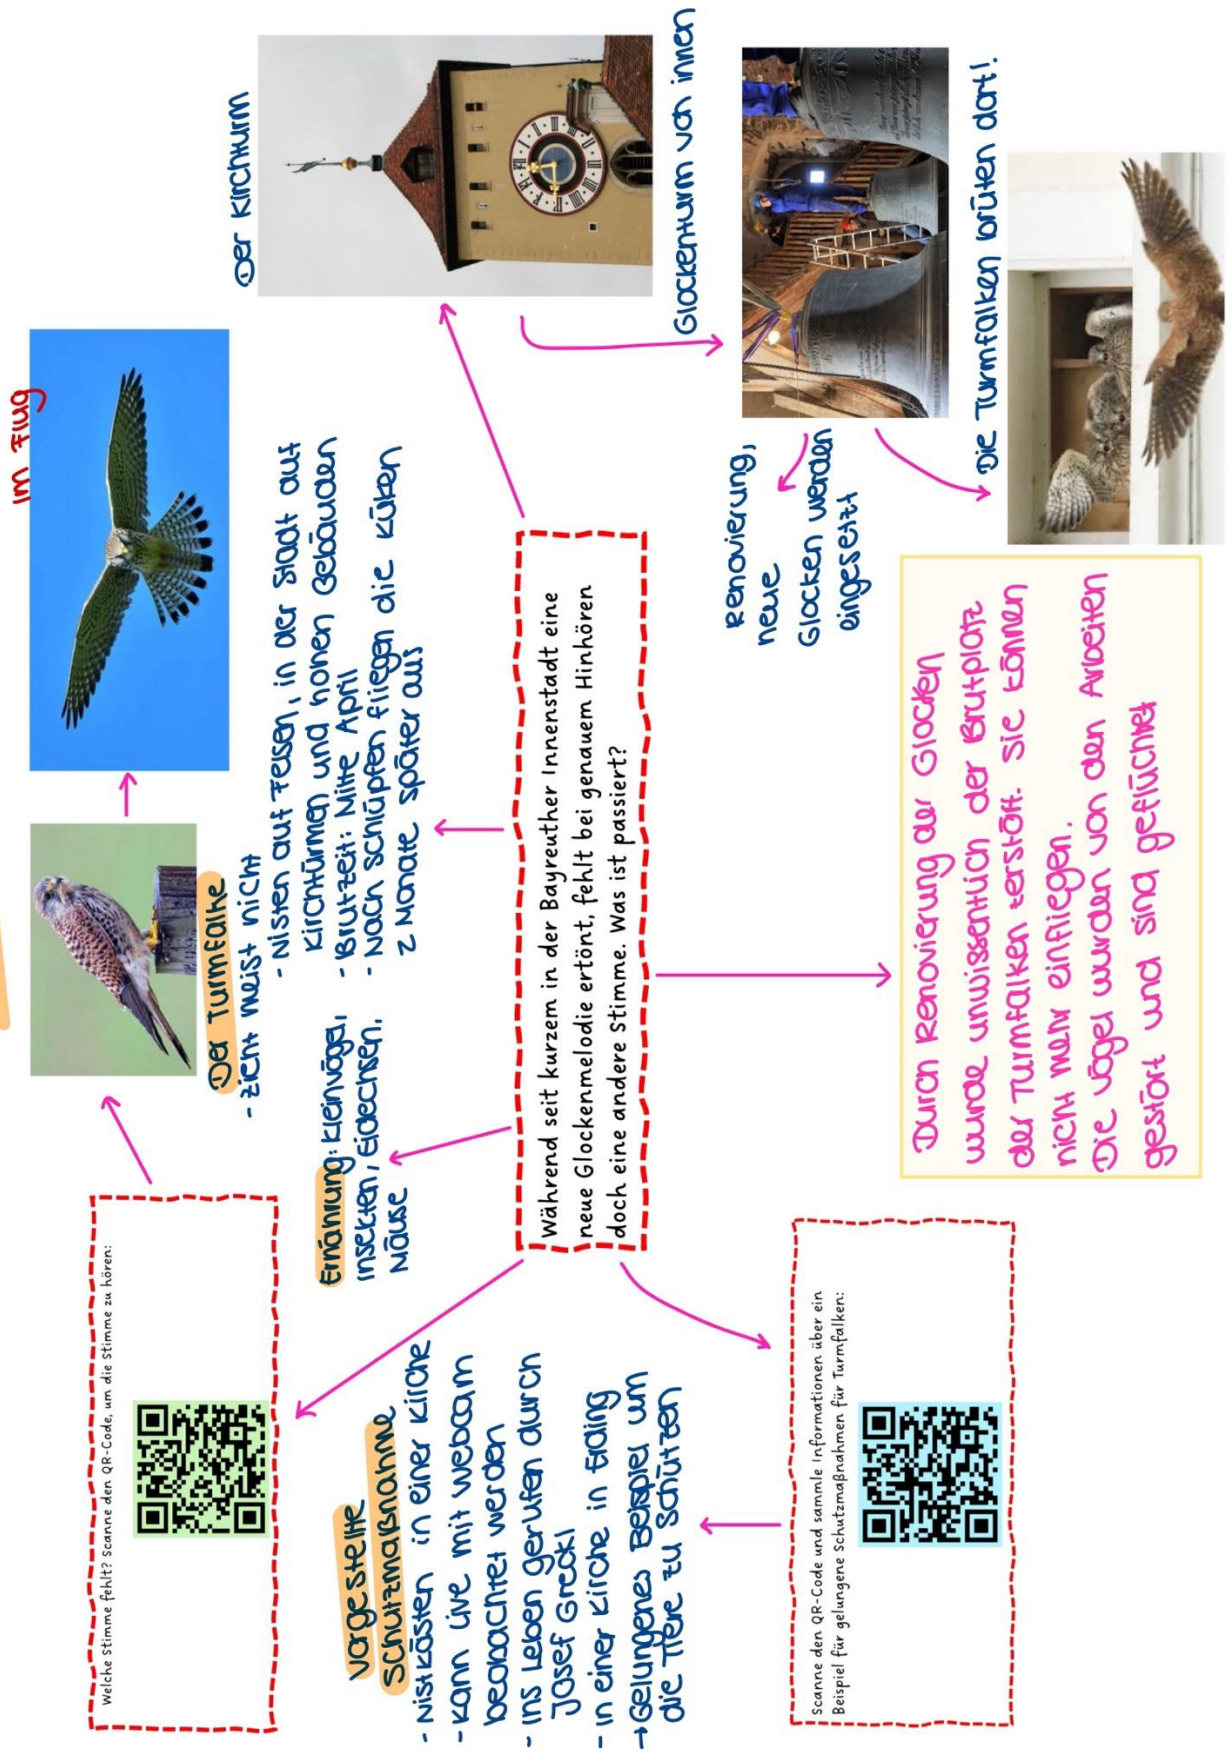 Welche Stimme fehlt? Scanne den QR-Code, um die Stimme zu hören:
Im Flug
Der Turmfalke
- zieht meist nicht
- Nisten auf Felsen, in der Stadt auf
Kirchtürmen und hohen Gebäuden
- Brutzeit: Mitte April
- Nach Schlüpfen fliegen die Küken
2 Monate später aus
Ernährung: Kleinvögel,
Insekten, Eidechsen,
Mäuse
Der Kirchturm
Glockenturm von innen
Renovierung,
neue
Glocken werden
eingesetzt
Die Turmfalken brüten dort!
Während seit kurzem in der Bayreuther Innenstadt eine
neue Glockenmelodie ertönt, fehlt bei genauem Hinhören
doch eine andere Stimme. Was ist passiert?
vorgestellte
Schutzmaßnahme
- Nistkästen in einer Kirche
- Kann live mit Webcam
beobachtet werden
- Ins Leben gerufen durch
Josef Greckl
- in einer Kirche in Erding
→ Gelungenes Beispiel um
die Tiere zu schützen
Scanne den QR-Code und sammle Informationen über ein
Beispiel für gelungene Schutzmaßnahmen für Turmfalken:
Durch Renovierung der Glocken
wurde unwissentlich der Brutplatz
der Turmfalken zerstört. Sie können
nicht mehr einfliegen.
Die Vögel wurden von den Arbeiten
gestört und sind geflüchtet